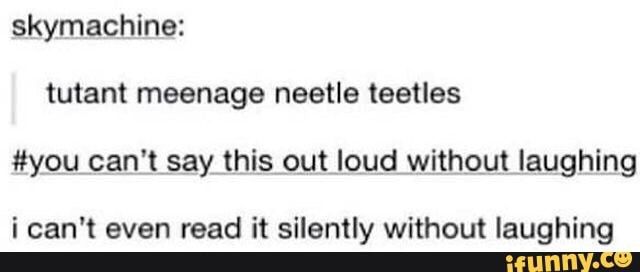 skymachine:
tutant meenage neetle teetles
#you can't say this out loud without laughing
i can't even read it silently without laughing
ifunny.co